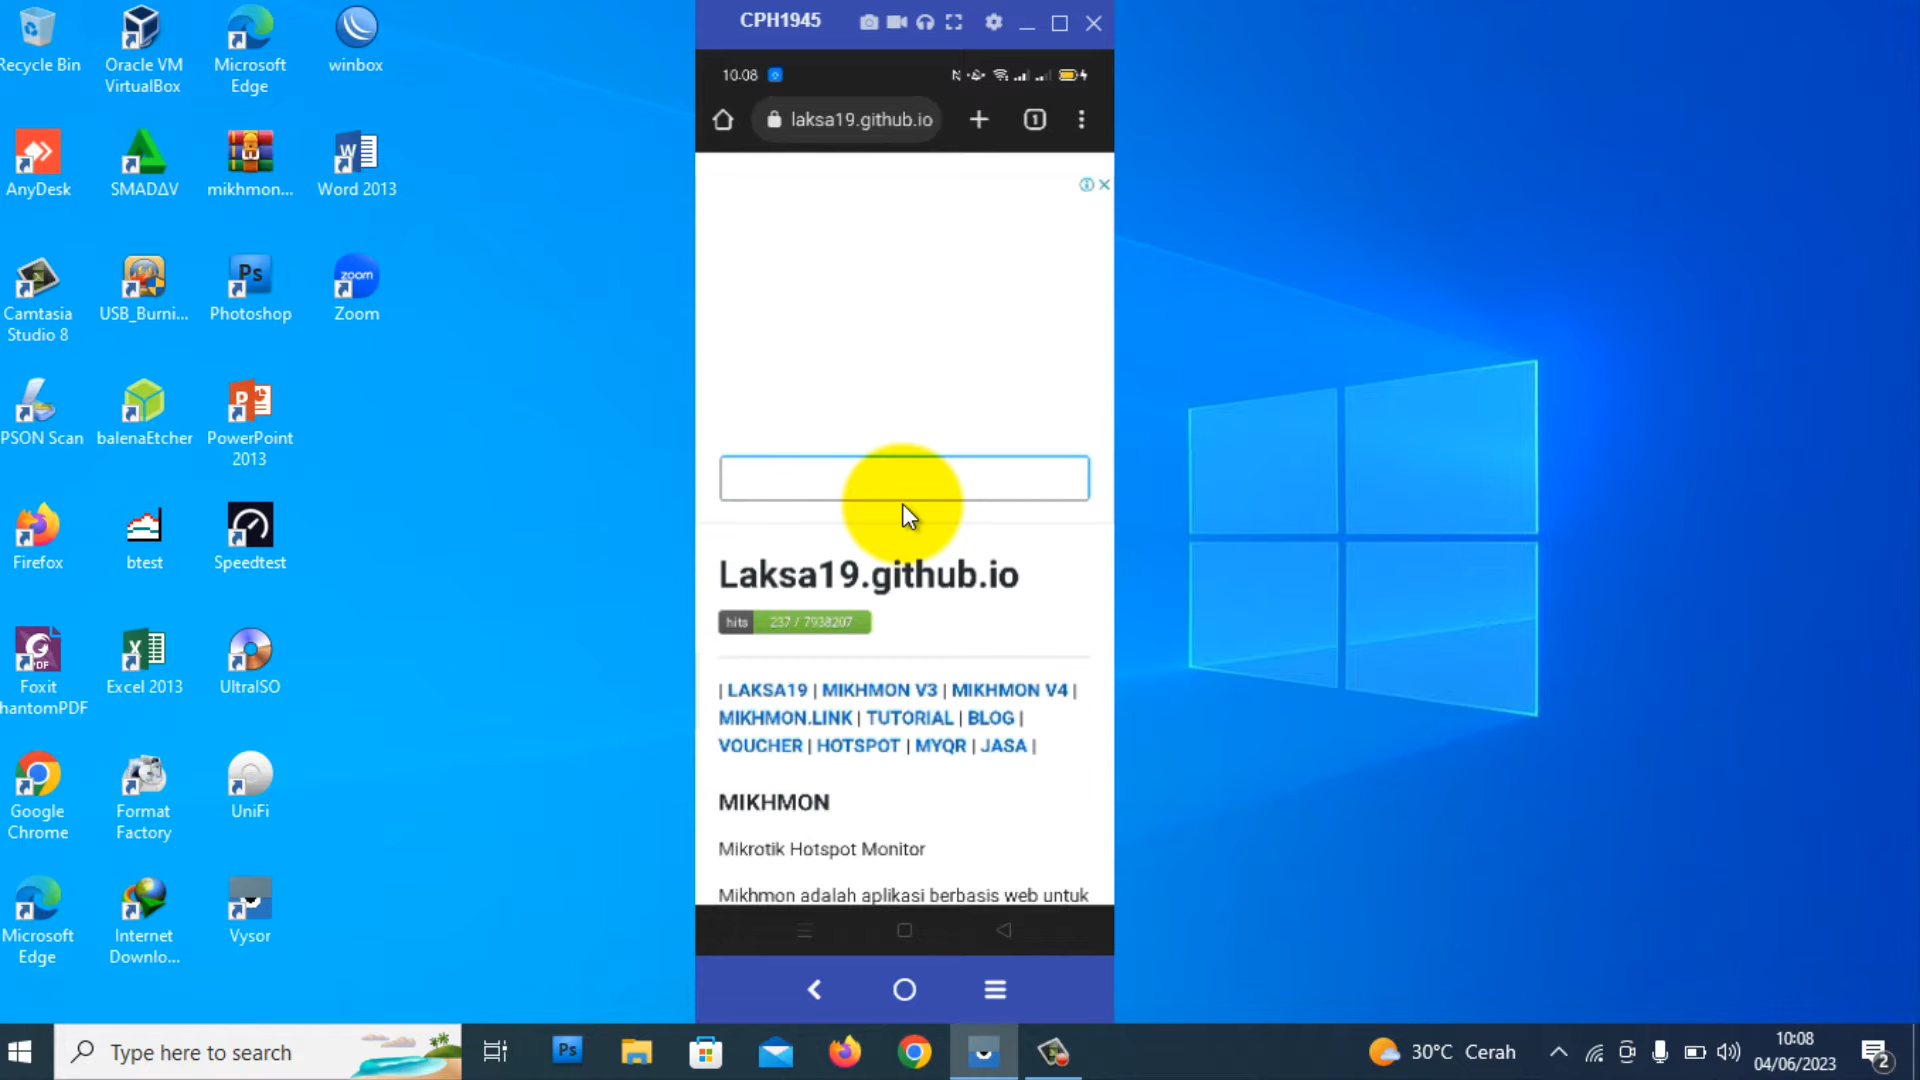 Recycle Bin
Oracle VM
VirtualBox
Microsoft
Edge
winbox
AnyDesk
SMADΔV
mikhmon...
Word 2013
Camtasia
Studio 8
USB_Burni...
Photoshop
Zoom
PSON Scan
balenaEtcher
PowerPoint
2013
Firefox
btest
Speedtest
Foxit
hantomPDF
Excel 2013
UltraISO
Google
Chrome
Format
Factory
UniFi
Microsoft
Edge
Internet
Downlo...
Vysor
CPH1945
10.08
laksa19.github.io
1
Laksa19.github.io
hits 237 / 7938207
| LAKSA19 | MIKHMON V3 | MIKHMON V4 |
MIKHMON.LINK | TUTORIAL | BLOG |
VOUCHER | HOTSPOT | MYQR | JASA |
MIKHMON
Mikrotik Hotspot Monitor
Mikhmon adalah aplikasi berbasis web untuk
Type here to search
Ps
30°C Cerah
10:08
04/06/2023
2